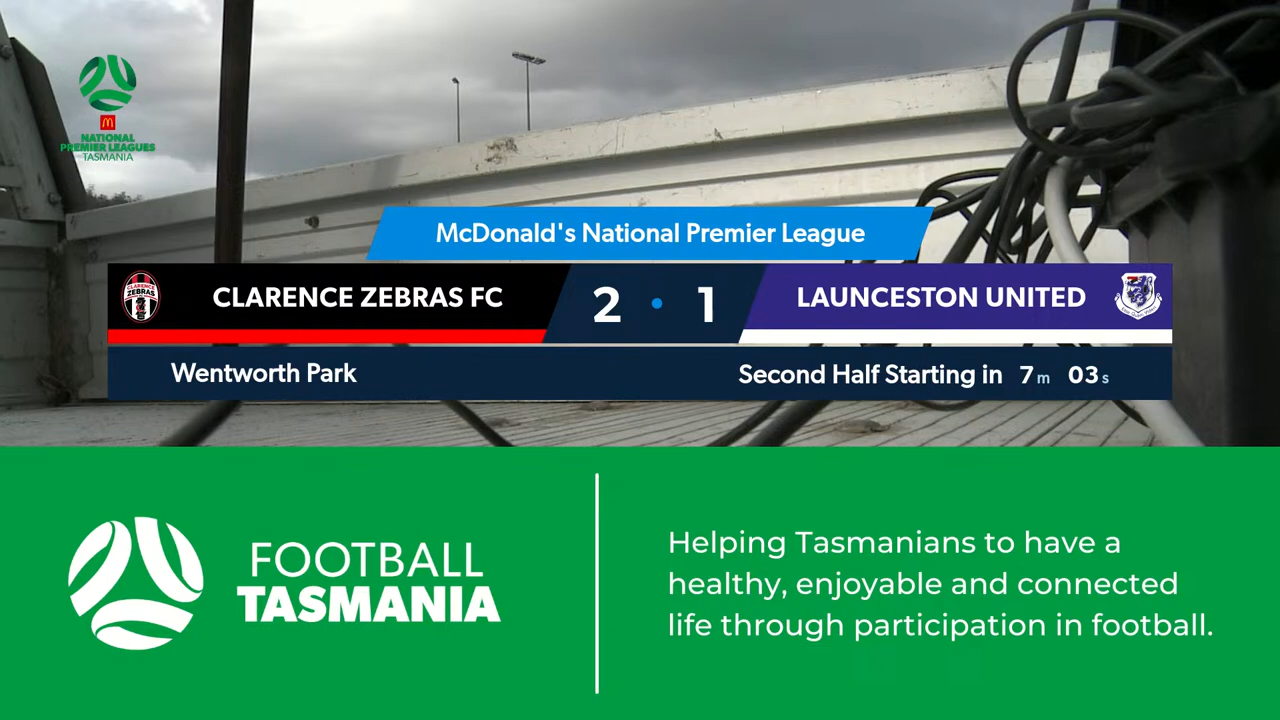 NATIONAL
PREMIER LEAGUES
TASMANIA
McDonald's National Premier League
CLARENCE ZEBRAS FC 2 • 1 LAUNCESTON UNITED
CLARENCE
ZEBRAS
Wentworth Park Second Half Starting in 7m 03s
FOOTBALL
TASMANIA
Helping Tasmanians to have a
healthy, enjoyable and connected
life through participation in football.